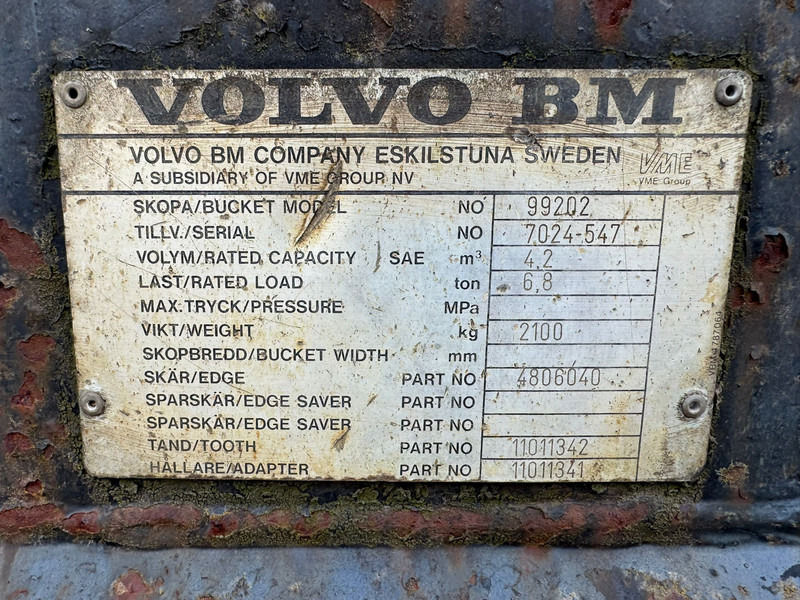 VOLVO BM
VOLVO BM COMPANY ESKILSTUNA SWEDEN
A SUBSIDIARY OF VME GROUP NV
VME
VME Group
SKOPA/BUCKET MODEL NO 99202
TILLV./SERIAL NO 7024-547
VOLYM/RATED CAPACITY SAE m³ 4,2
LAST/RATED LOAD ton 6,8
MAX.TRYCK/PRESSURE MPa
VIKT/WEIGHT kg 2100
SKOPBREDD/BUCKET WIDTH mm
SKÄR/EDGE PART NO 4806040
SPARSKÄR/EDGE SAVER PART NO
SPARSKÄR/EDGE SAVER PART NO
TAND/TOOTH PART NO 11011342
HÅLLARE/ADAPTER PART NO 11011341